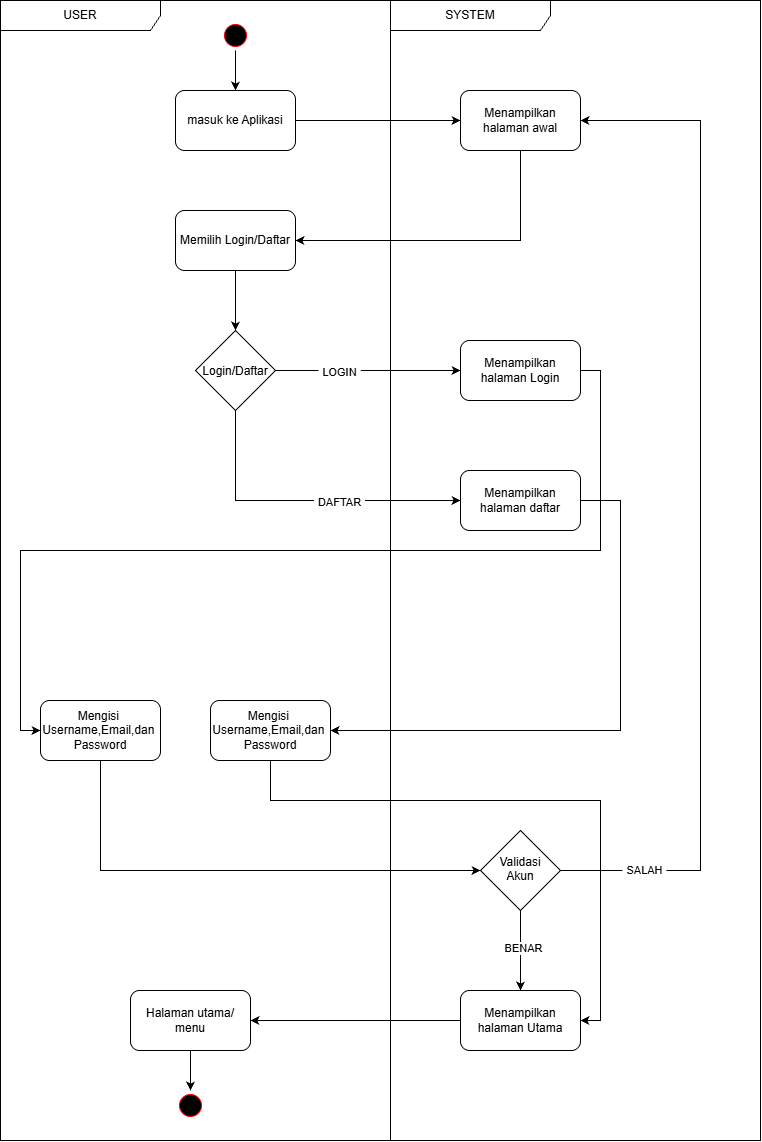 USER
SYSTEM
masuk ke Aplikasi
Menampilkan
halaman awal
Memilih Login/Daftar
Login/Daftar
LOGIN
Menampilkan
halaman Login
DAFTAR
Menampilkan
halaman daftar
Mengisi
Username,Email,dan
Password
Mengisi
Username,Email,dan
Password
Validasi
Akun
SALAH
BENAR
Halaman utama/
menu
Menampilkan
halaman Utama